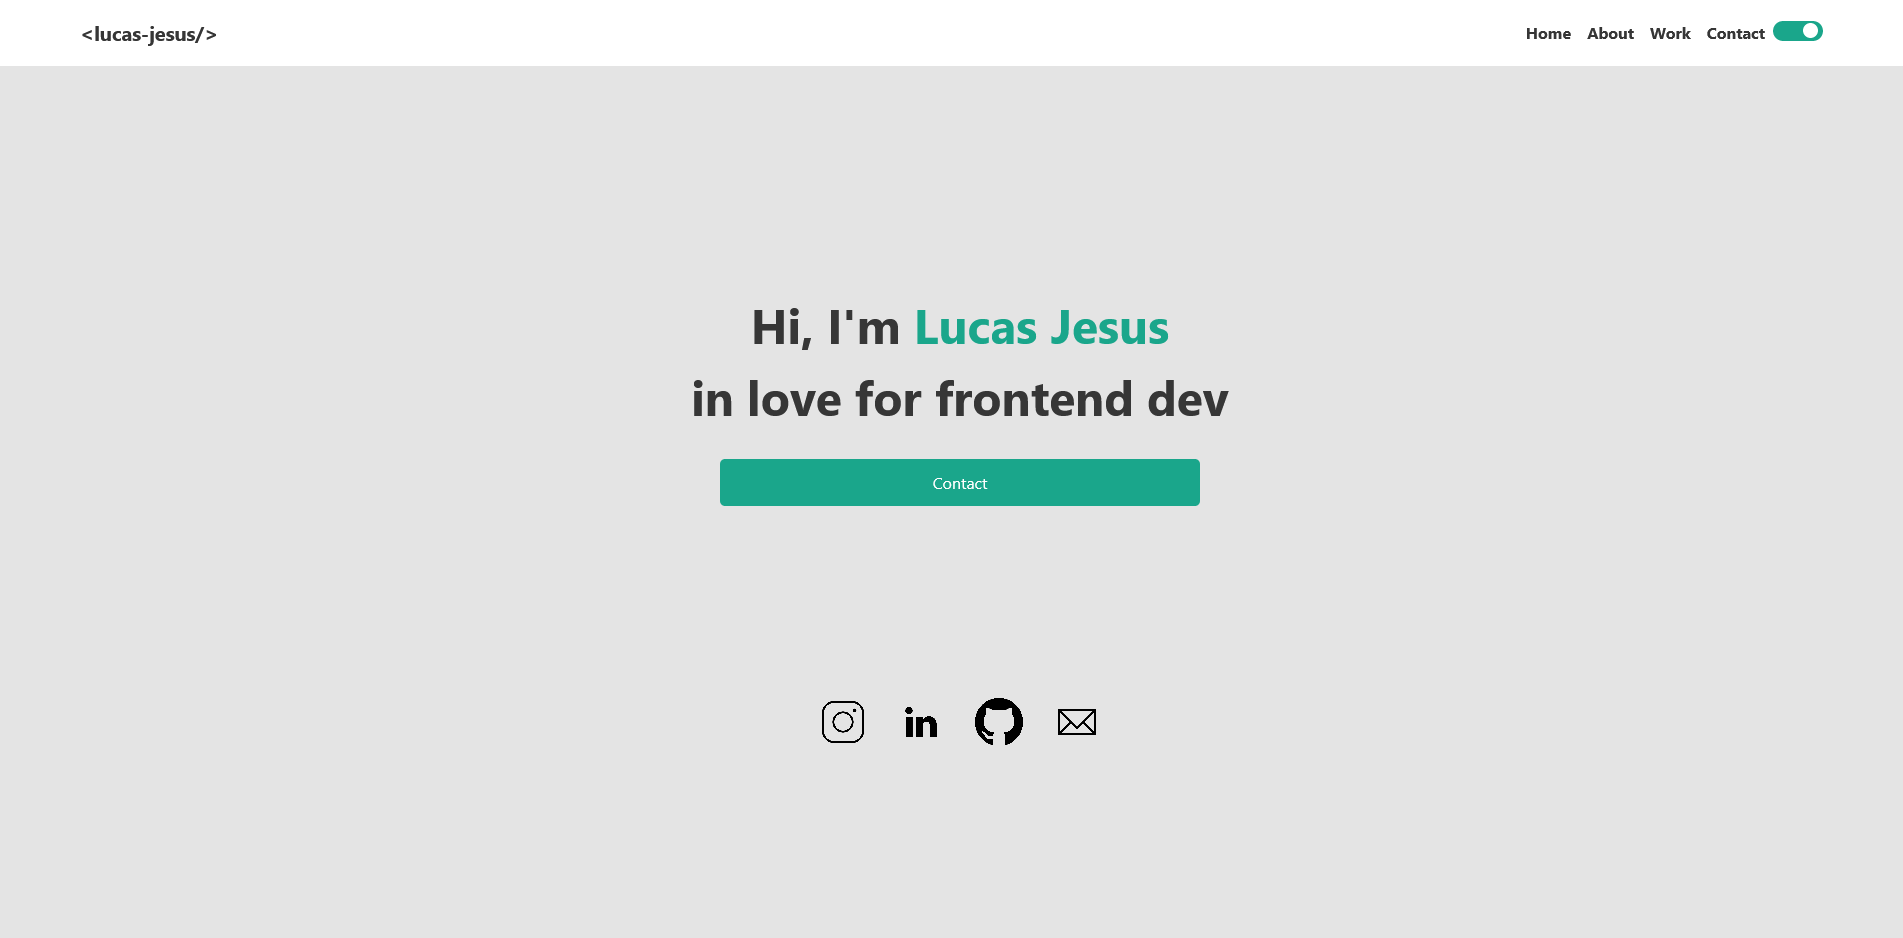 <lucas-jesus/>
Home About Work Contact
Hi, I'm Lucas Jesus
in love for frontend dev
Contact
in